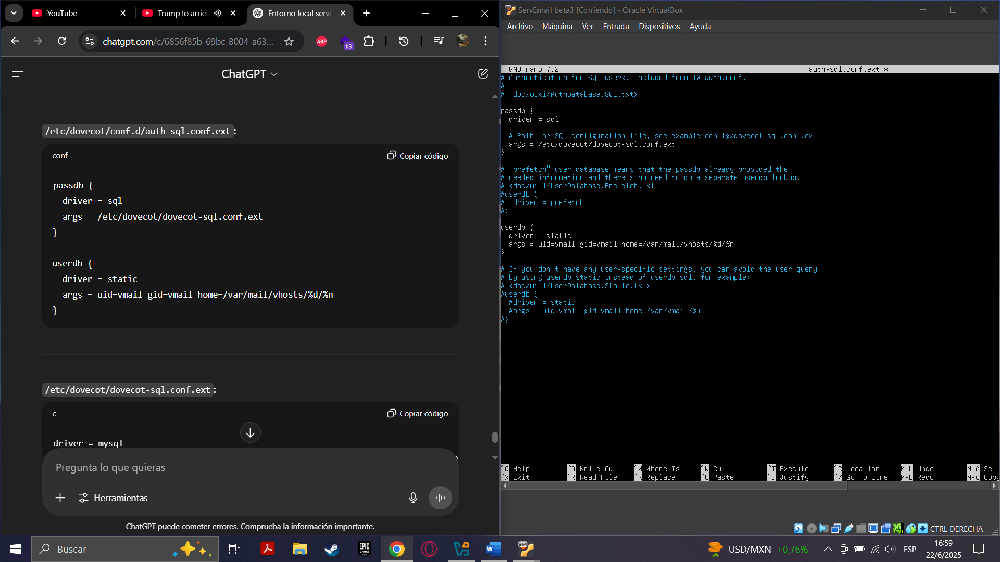 YouTube
Trump lo arries
Entorno local servi
chatgpt.com/c/6856f85b-69bc-8004-a63...
ABP
13
ChatGPT
/etc/dovecot/conf.d/auth-sql.conf.ext:
conf
Copiar código
passdb {
driver = sql
args = /etc/dovecot/dovecot-sql.conf.ext
}
userdb {
driver = static
args = uid=vmail gid=vmail home=/var/mail/vhosts/%d/%n
}
/etc/dovecot/dovecot-sql.conf.ext:
c
Copiar código
driver = mysql
Pregunta lo que quieras
Herramientas
ChatGPT puede cometer errores. Comprueba la información importante.
ServEmail beta3 [Corriendo] - Oracle VirtualBox
Archivo Máquina Ver Entrada Dispositivos Ayuda
GNU nano 7.2 auth-sql.conf.ext *
# Authentication for SQL users. Included from 10-auth.conf.
#
# <doc/wiki/AuthDatabase.SQL.txt>
passdb {
driver = sql
# Path for SQL configuration file, see example-config/dovecot-sql.conf.ext
args = /etc/dovecot/dovecot-sql.conf.ext
}
# "prefetch" user database means that the passdb already provided the
# needed information and there's no need to do a separate userdb lookup.
# <doc/wiki/UserDatabase.Prefetch.txt>
#userdb {
#  driver = prefetch
#}
userdb {
driver = static
args = uid=vmail gid=vmail home=/var/mail/vhosts/%d/%n
}
# If you don't have any user-specific settings, you can avoid the user_query
# by using userdb static instead of userdb sql, for example:
# <doc/wiki/UserDatabase.Static.txt>
#userdb {
#driver = static
#args = uid=vmail gid=vmail home=/var/vmail/%u
#}
^G Help ^O Write Out ^W Where Is ^K Cut ^T Execute ^C Location M-U Undo M-A Set
^X Exit ^R Read File ^\ Replace ^U Paste ^J Justify ^/ Go To Line M-E Redo M-6 Copy
CTRL DERECHA
Buscar
EPIC GAMES
USD/MXN +0,76%
ESP
16:59
22/6/2025